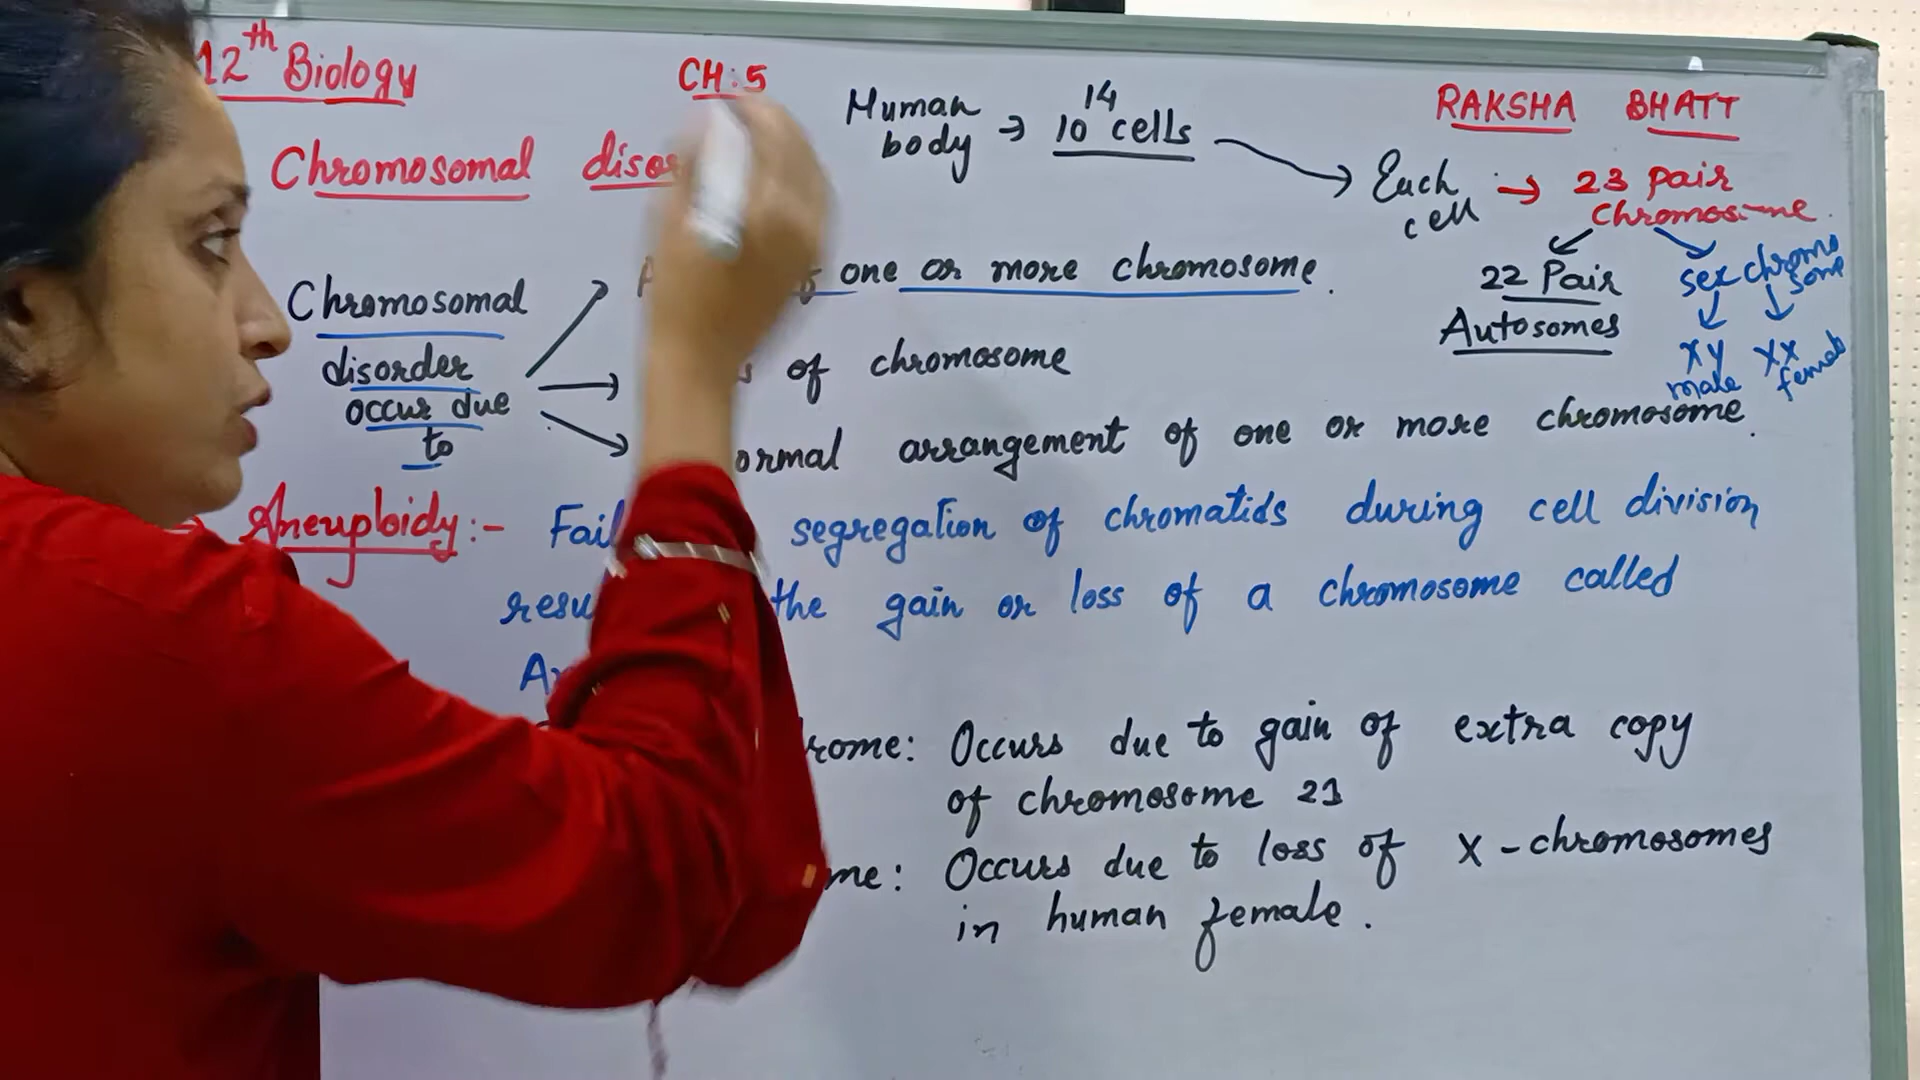 12th Biology
CH:5
Chromosomal
Human body → 10^14 cells
RAKSHA BHATT
Each cell → 23 pair chromosome.
22 Pair Autosomes
sex chromosome
XY male
XX female
Chromosomal
disorder
occur due
to
of one or more chromosome.
of chromosome
arrangement of one or more chromosome.
→ Aneuploidy:- segregation of chromatids during cell division
the gain or loss of a chromosome called
Occurs due to gain of extra copy
of chromosome 21
Occurs due to loss of X-chromosomes
in human female.